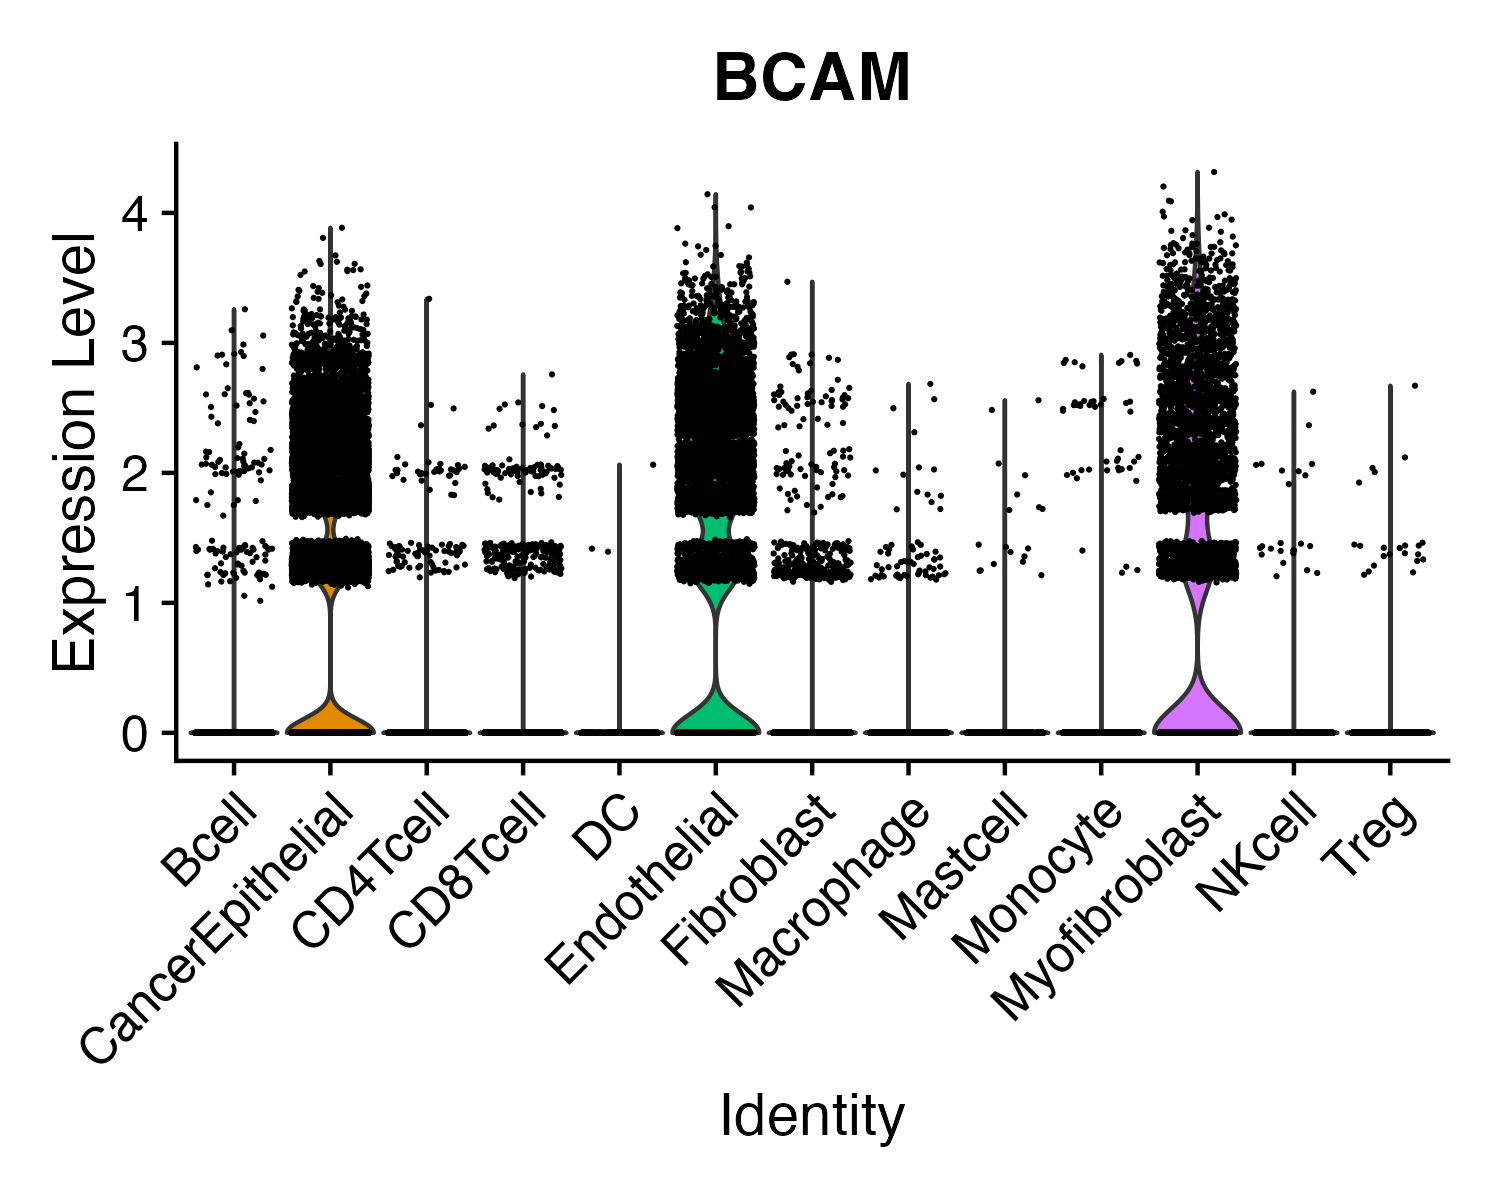 BCAM
Expression Level
4
3
2
1
0
Bcell
CancerEpithelial
CD4Tcell
CD8Tcell
DC
Endothelial
Fibroblast
Macrophage
Mastcell
Monocyte
Myofibroblast
NKcell
Treg
Identity